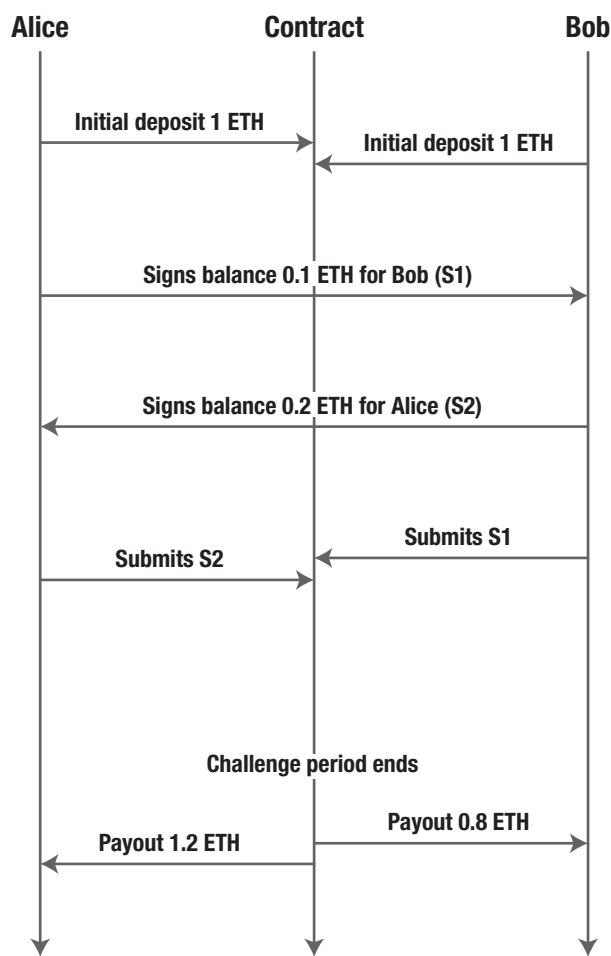 Alice
Contract
Bob
Initial deposit 1 ETH
Initial deposit 1 ETH
Signs balance 0.1 ETH for Bob (S1)
Signs balance 0.2 ETH for Alice (S2)
Submits S1
Submits S2
Challenge period ends
Payout 0.8 ETH
Payout 1.2 ETH